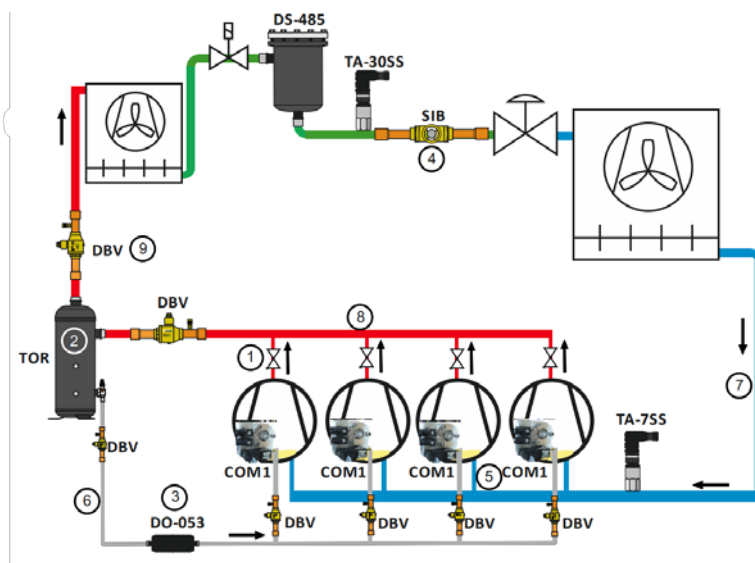 DS-485
TA-30SS
SIB
4
DBV 9
DBV
8
2
TOR
1
7
TA-7SS
COM1 COM1 COM1 5 COM1
DBV
6
3
DO-053
DBV DBV DBV DBV